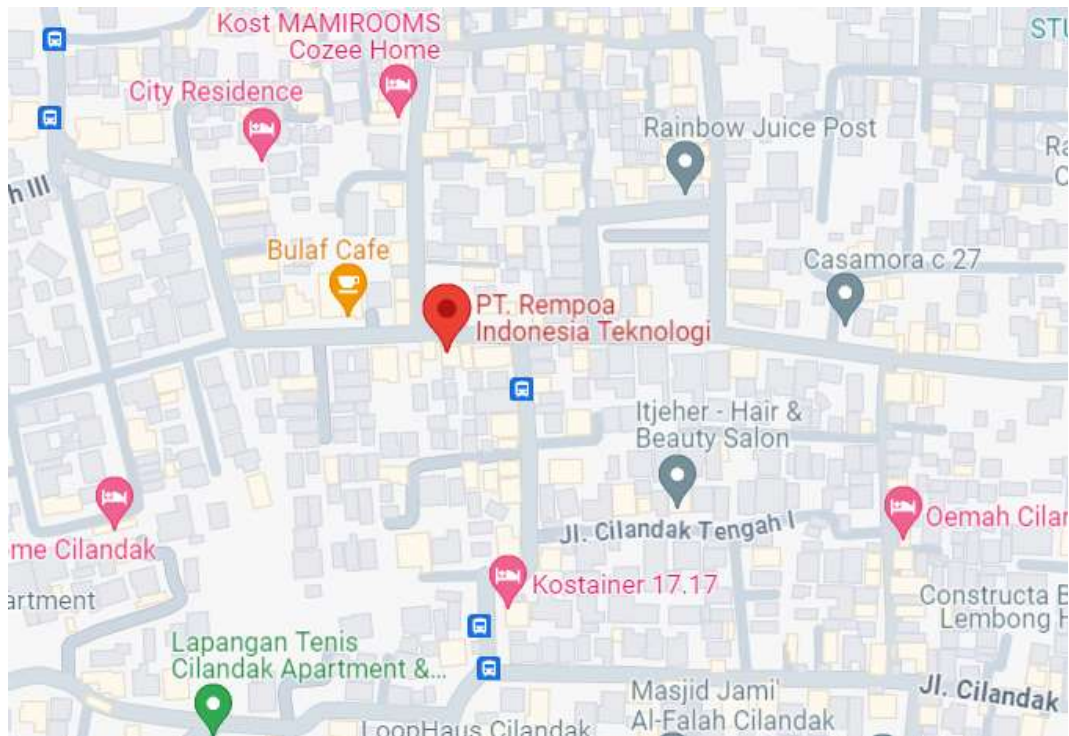 Kost MAMIROOMS
Cozee Home
STU
City Residence
Rainbow Juice Post
Ra
C
h III
Bulaf Cafe
Casamora c 27
PT. Rempoa
Indonesia Teknologi
Itjeher - Hair &
Beauty Salon
Oemah Cilan
Jl. Cilandak Tengah I
me Cilandak
Kostainer 17.17
artment
Constructa B
Lembong H
Lapangan Tenis
Cilandak Apartment &...
Jl. Cilandak
Masjid Jami'
Al-Falah Cilandak
LoopHaus Cilandak